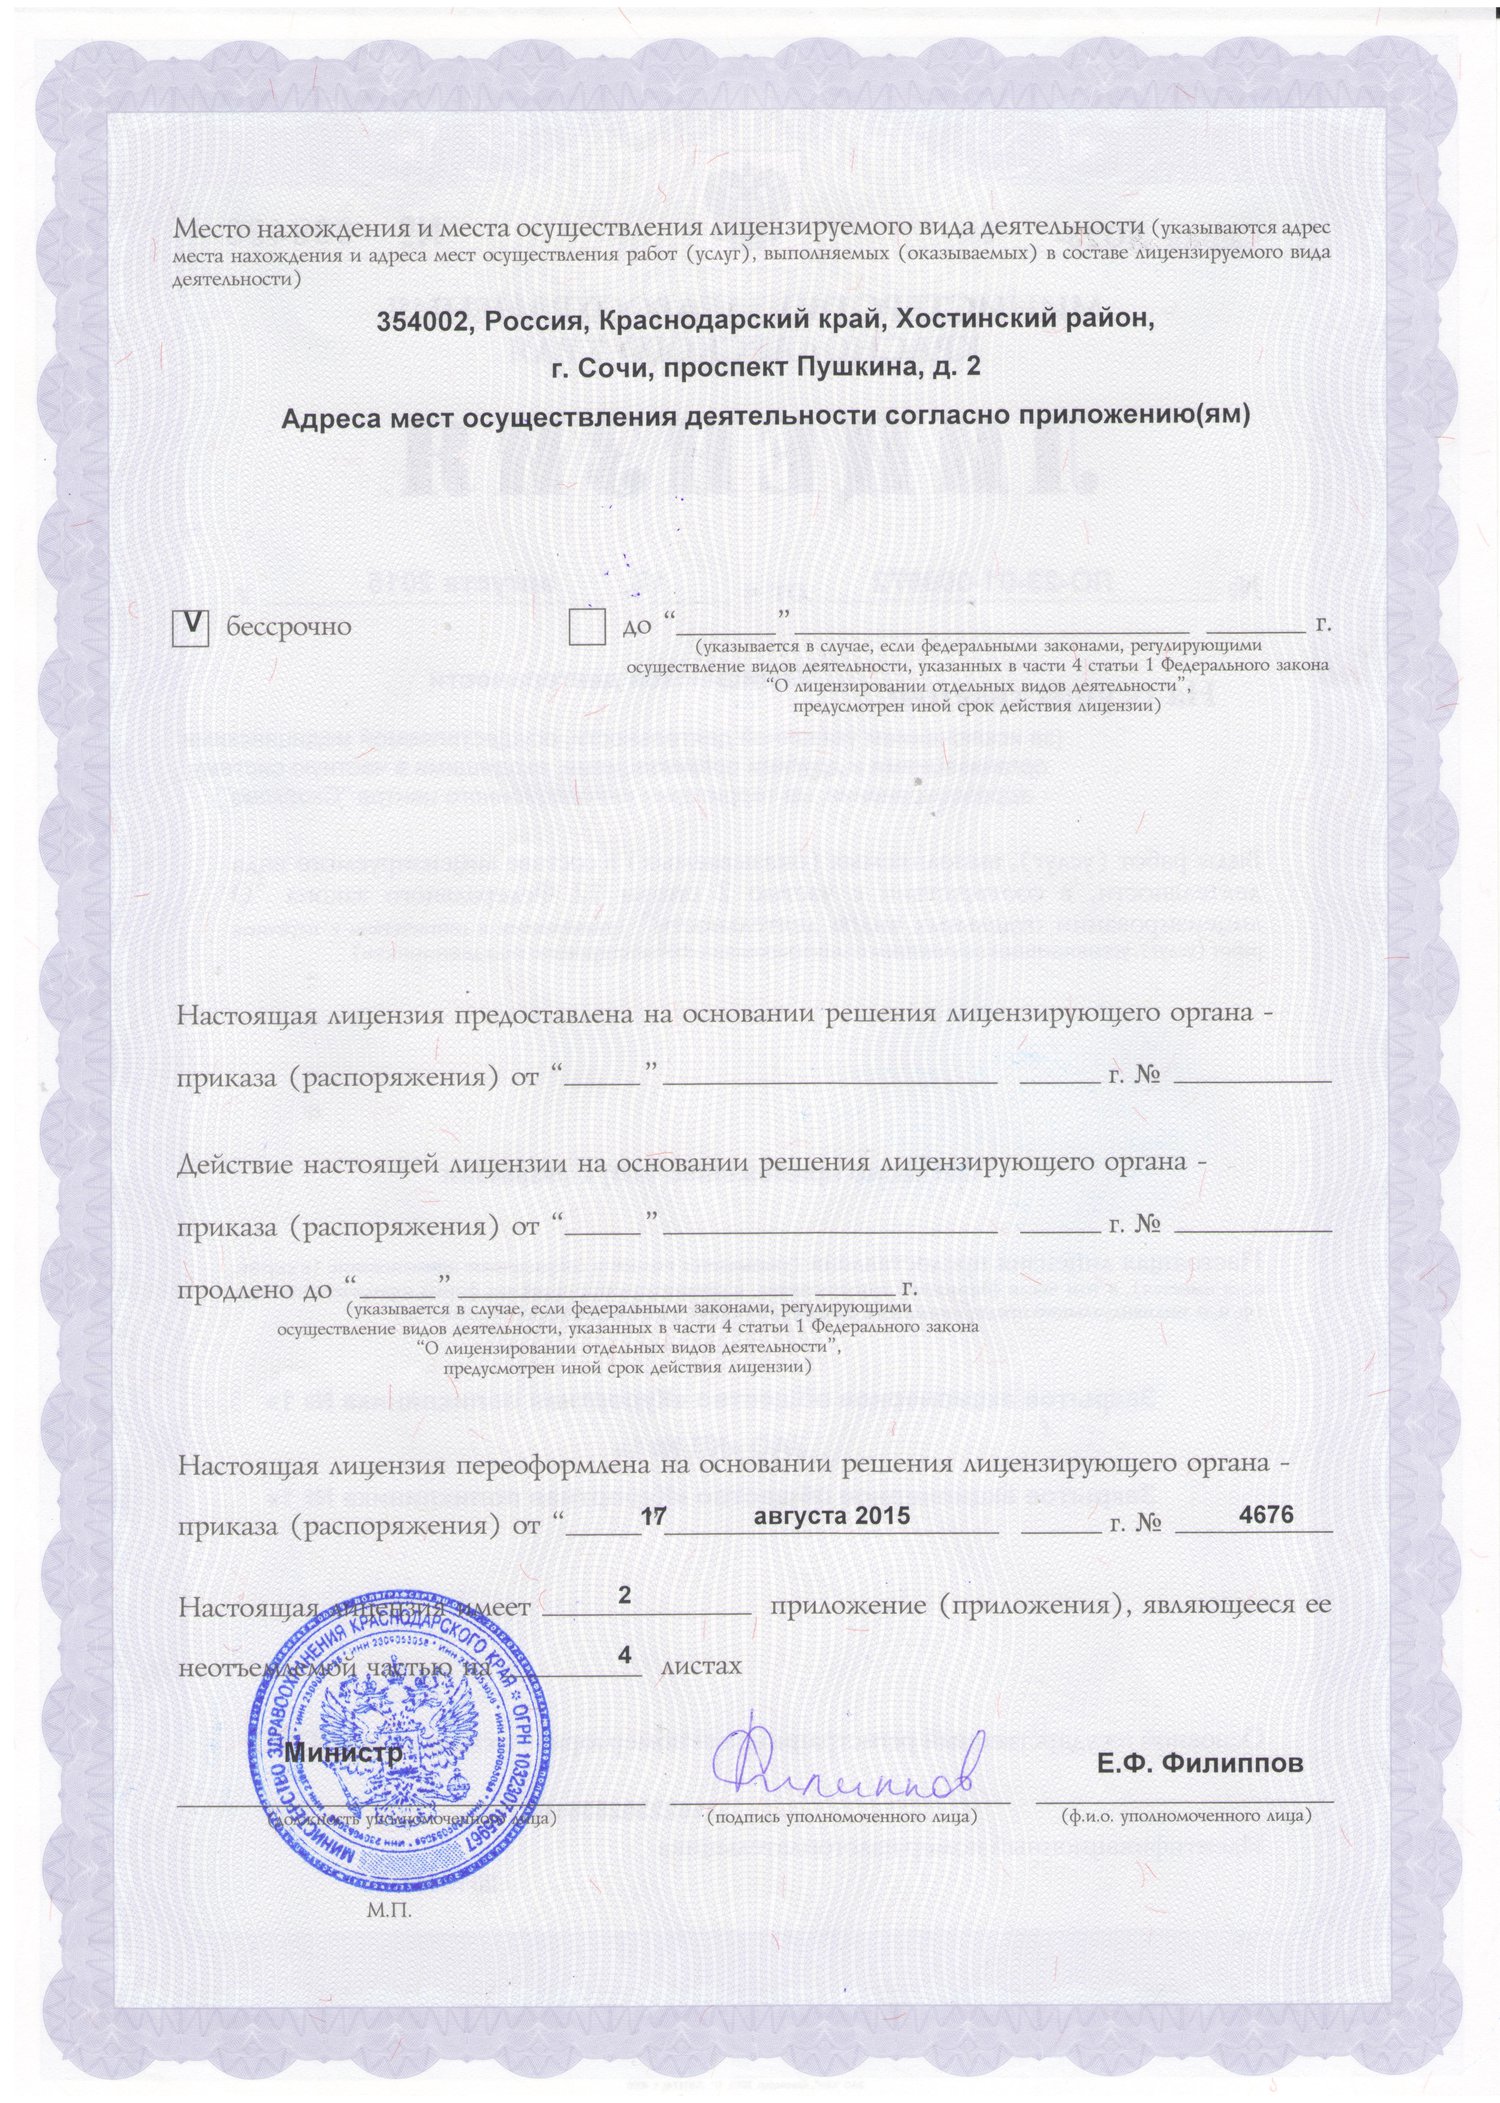 Место нахождения и места осуществления лицензируемого вида деятельности (указываются адрес
места нахождения и адреса мест осуществления работ (услуг), выполняемых (оказываемых) в составе лицензируемого вида
деятельности)
354002, Россия, Краснодарский край, Хостинский район,
г. Сочи, проспект Пушкина, д. 2
Адреса мест осуществления деятельности согласно приложению(ям)
V бессрочно до “ ” г.
(указывается в случае, если федеральными законами, регулирующими
осуществление видов деятельности, указанных в части 4 статьи 1 Федерального закона
“О лицензировании отдельных видов деятельности”,
предусмотрен иной срок действия лицензии)
Настоящая лицензия предоставлена на основании решения лицензирующего органа -
приказа (распоряжения) от “ ” г. №
Действие настоящей лицензии на основании решения лицензирующего органа -
приказа (распоряжения) от “ ” г. №
продлено до “ ” г.
(указывается в случае, если федеральными законами, регулирующими
осуществление видов деятельности, указанных в части 4 статьи 1 Федерального закона
“О лицензировании отдельных видов деятельности”,
предусмотрен иной срок действия лицензии)
Настоящая лицензия переоформлена на основании решения лицензирующего органа -
приказа (распоряжения) от “ 17 ” августа 2015 г. № 4676
Настоящая лицензия имеет 2 приложение (приложения), являющееся ее
неотъемлемой частью на 4 листах
МИНИСТЕРСТВО ЗДРАВООХРАНЕНИЯ КРАСНОДАРСКОГО КРАЯ * ОГРН 1032307165967
ИНН 2309053058
Министр Филиппов Е.Ф. Филиппов
(должность уполномоченного лица) (подпись уполномоченного лица) (ф.и.о. уполномоченного лица)
М.П.